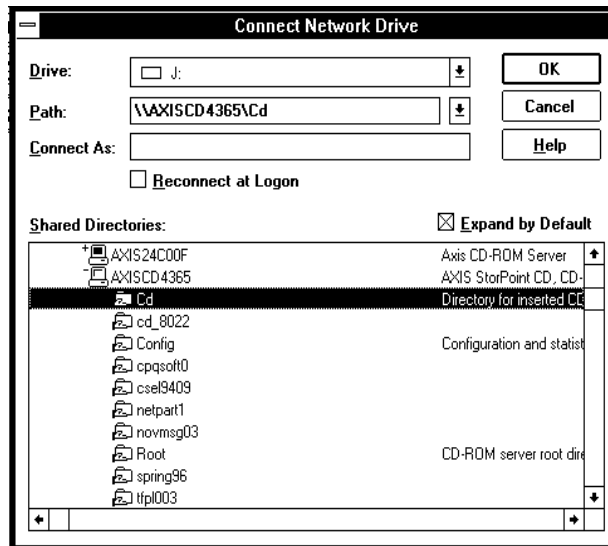 Connect Network Drive
Drive: J: OK
Path: \\AXISCD4365\Cd Cancel
Connect As: Help
Reconnect at Logon
Shared Directories: Expand by Default
AXIS24C00F Axis CD-ROM Server
AXISCD4365 AXIS StorPoint CD, CD-
Cd Directory for inserted CD
cd_8022
Config Configuration and statist
cpqsoft0
csel9409
netpart1
novmsg03
Root CD-ROM server root dire
spring96
tfpl003